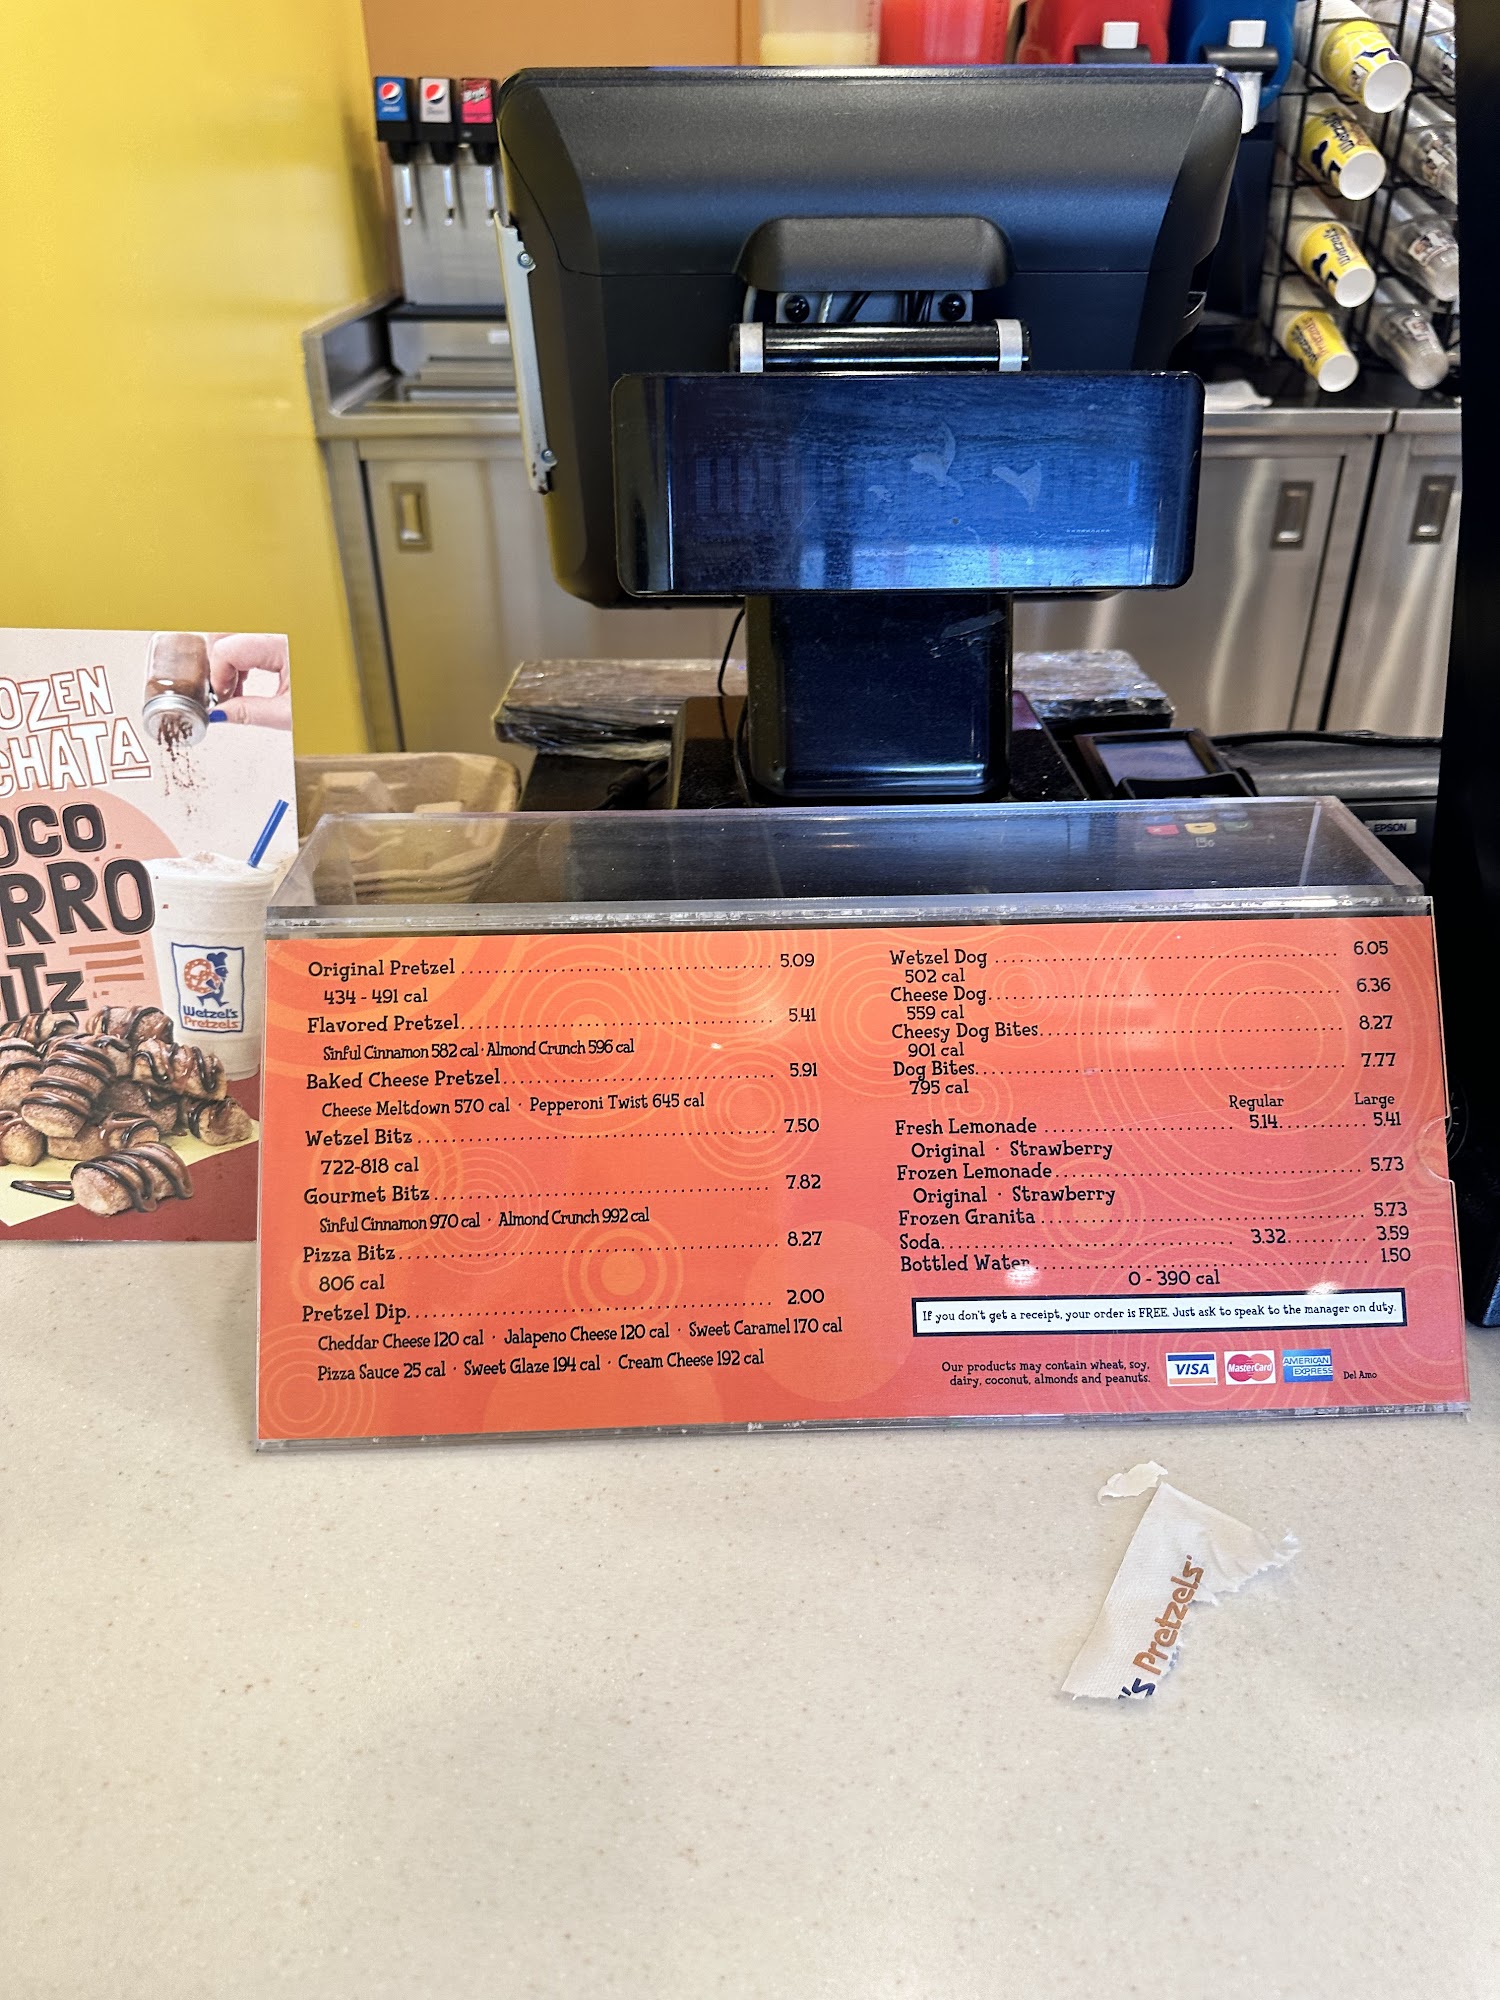 OZEN
CHATA
OCO
RRO
ITZ
Wetzel's
Pretzels
EPSON
Original Pretzel 5.09
434 - 491 cal
Flavored Pretzel 5.41
Sinful Cinnamon 582 cal · Almond Crunch 596 cal
Baked Cheese Pretzel 5.91
Cheese Meltdown 570 cal · Pepperoni Twist 645 cal
Wetzel Bitz 7.50
722-818 cal
Gourmet Bitz 7.82
Sinful Cinnamon 970 cal · Almond Crunch 992 cal
Pizza Bitz 8.27
806 cal
Pretzel Dip 2.00
Cheddar Cheese 120 cal · Jalapeno Cheese 120 cal · Sweet Caramel 170 cal
Pizza Sauce 25 cal · Sweet Glaze 194 cal · Cream Cheese 192 cal
Wetzel Dog 6.05
502 cal
Cheese Dog 6.36
559 cal
Cheesy Dog Bites 8.27
901 cal
Dog Bites 7.77
795 cal
Regular Large
Fresh Lemonade 5.14 5.41
Original · Strawberry
Frozen Lemonade 5.73
Original · Strawberry
Frozen Granita 5.73
Soda 3.32 3.59
Bottled Water 1.50
0 - 390 cal
If you don't get a receipt, your order is FREE. Just ask to speak to the manager on duty.
Our products may contain wheat, soy,
dairy, coconut, almonds and peanuts.
VISA MasterCard AMERICAN EXPRESS Del Amo
's Pretzels